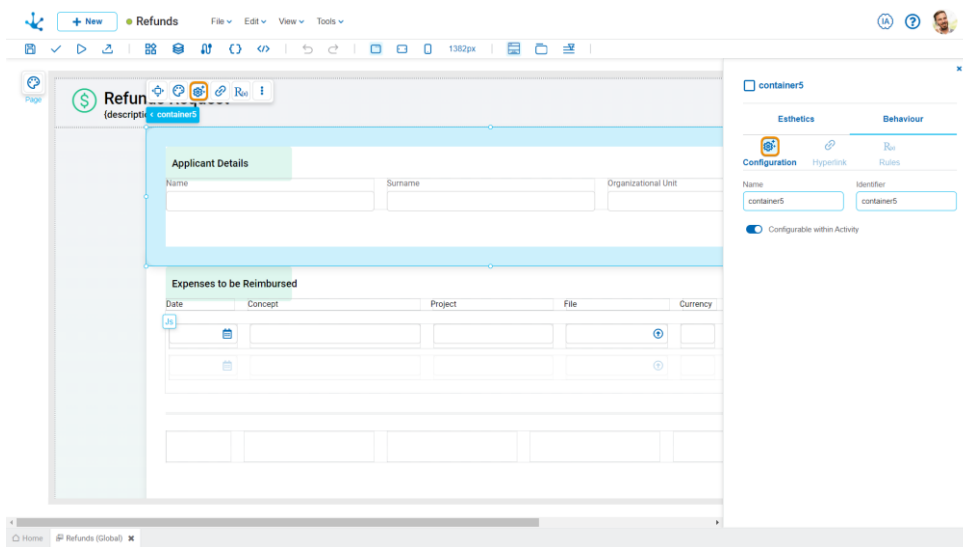 + New
Refunds
File
Edit
View
Tools
IA
?
1382px
Page
Refun
{descripti
< container5
Applicant Details
Name
Surname
Organizational Unit
Expenses to be Reimbursed
Date
Concept
Project
File
Currency
Js
container5
Esthetics
Behaviour
Configuration
Hyperlink
Rules
Name
Identifier
container5
container5
Configurable within Activity
Home
Refunds (Global)